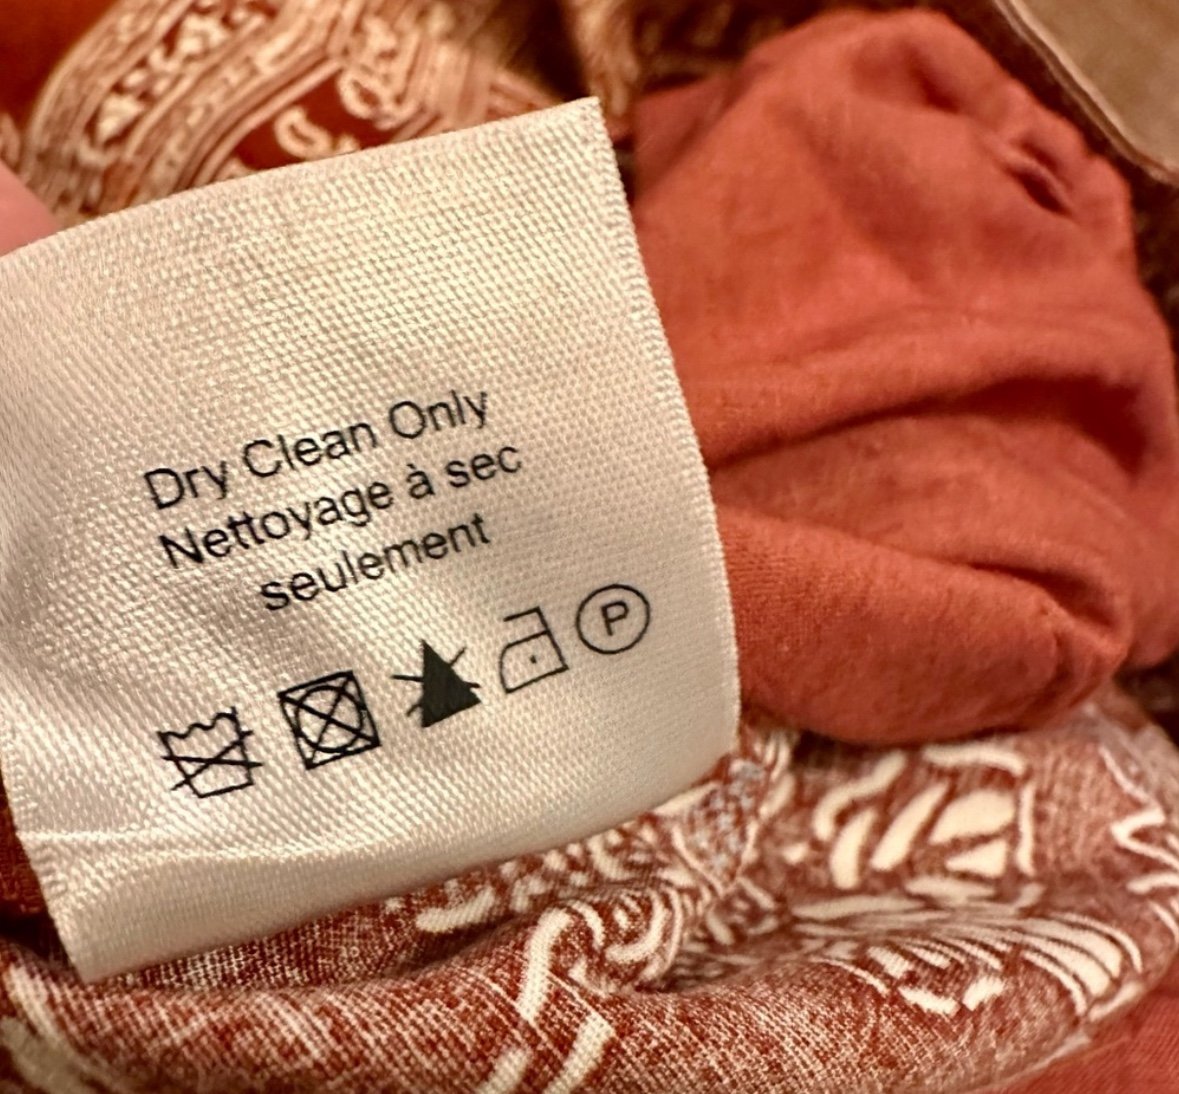 Dry Clean Only
Nettoyage à sec
seulement
P